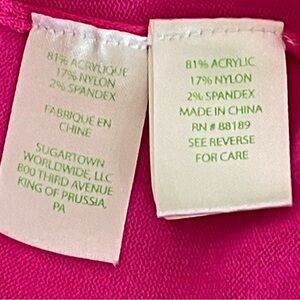 81% ACRYLIQUE
17% NYLON
2% SPANDEX
FABRIQUE EN
CHINE
SUGARTOWN
WORLDWIDE, LLC
800 THIRD AVENUE
KING OF PRUSSIA,
PA
81% ACRYLIC
17% NYLON
2% SPANDEX
MADE IN CHINA
RN # 88189
SEE REVERSE
FOR CARE